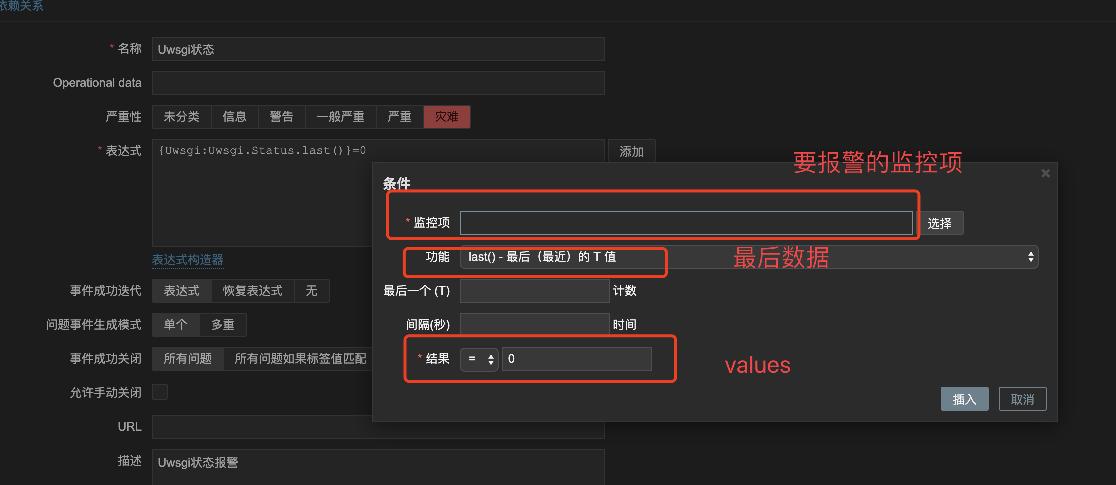 依赖关系
* 名称 Uwsgi状态
Operational data
严重性 未分类 信息 警告 一般严重 严重 灾难
* 表达式 {Uwsgi:Uwsgi.Status.last()}=0 添加
要报警的监控项
条件
* 监控项 选择
功能 last() - 最后（最近）的 T 值
最后数据
表达式构造器
最后一个 (T) 计数
事件成功迭代 表达式 恢复表达式 无
间隔(秒) 时间
问题事件生成模式 单个 多重
* 结果 = 0
values
事件成功关闭 所有问题 所有问题如果标签值匹配
允许手动关闭
插入 取消
URL
描述 Uwsgi状态报警